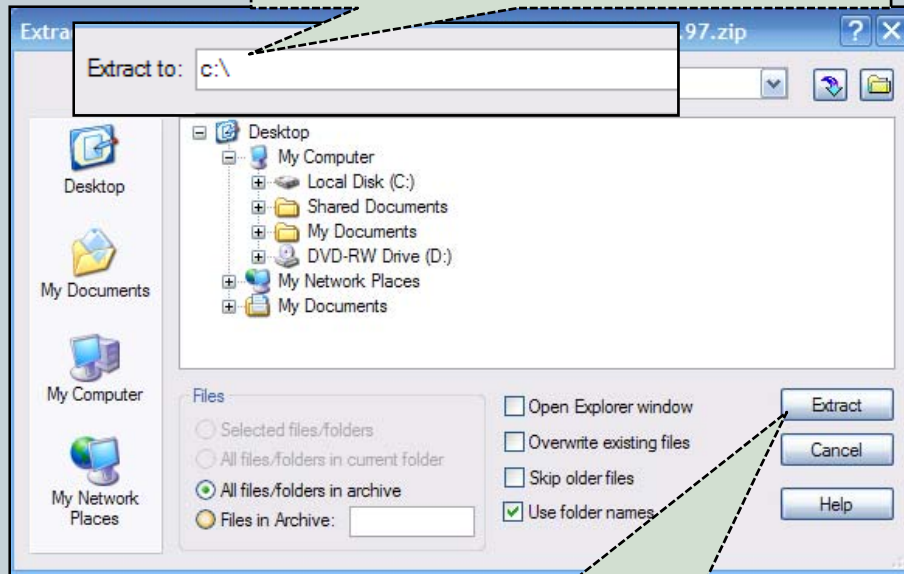 Extra
.97.zip
Extract to: c:\
Desktop
My Documents
My Computer
My Network
Places
Desktop
My Computer
Local Disk (C:)
Shared Documents
My Documents
DVD-RW Drive (D:)
My Network Places
My Documents
Files
Selected files/folders
All files/folders in current folder
All files/folders in archive
Files in Archive:
Open Explorer window
Overwrite existing files
Skip older files
Use folder names
Extract
Cancel
Help